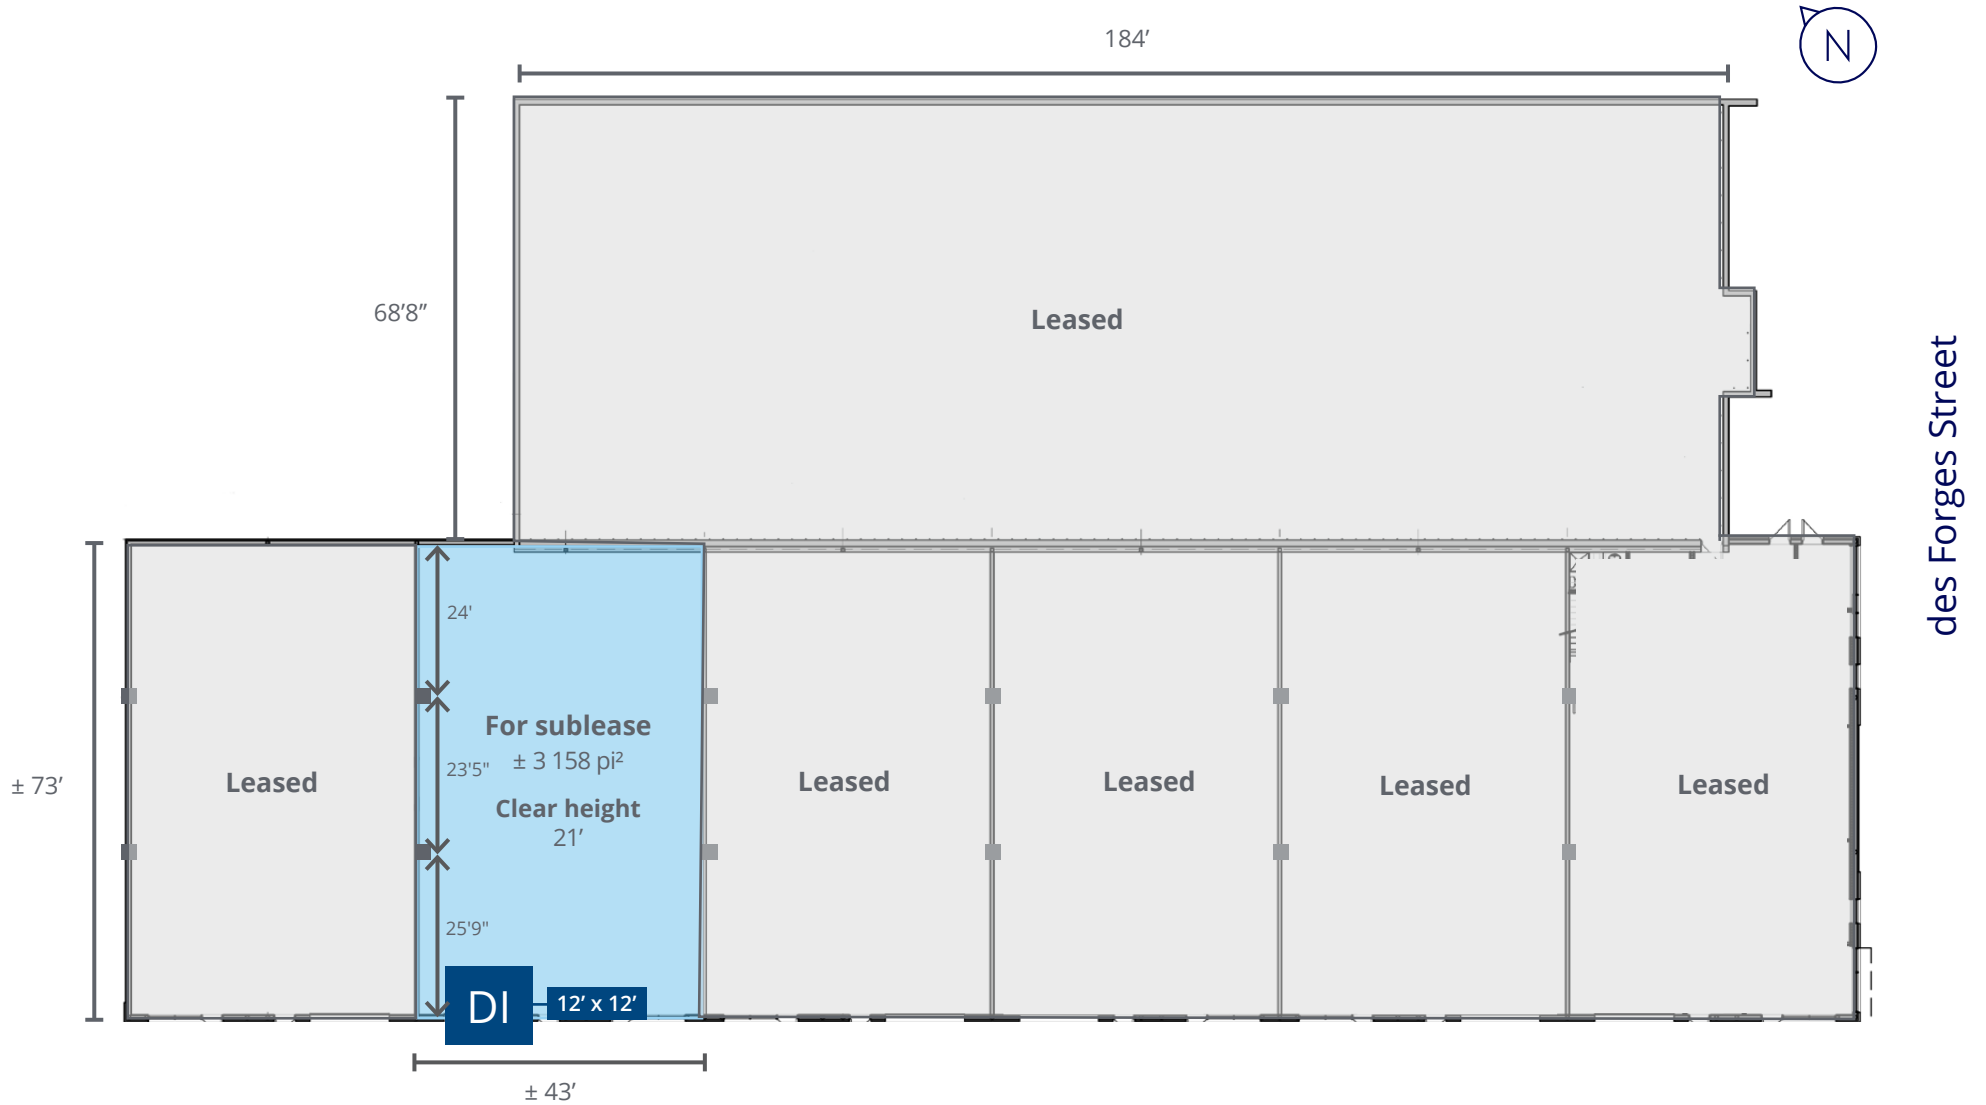 184’
N
68’8”
Leased
des Forges Street
24'
For sublease
± 3 158 pi²
23'5"
Clear height
21’
± 73’
Leased
Leased
Leased
Leased
Leased
25'9"
DI
12’ x 12’
± 43’